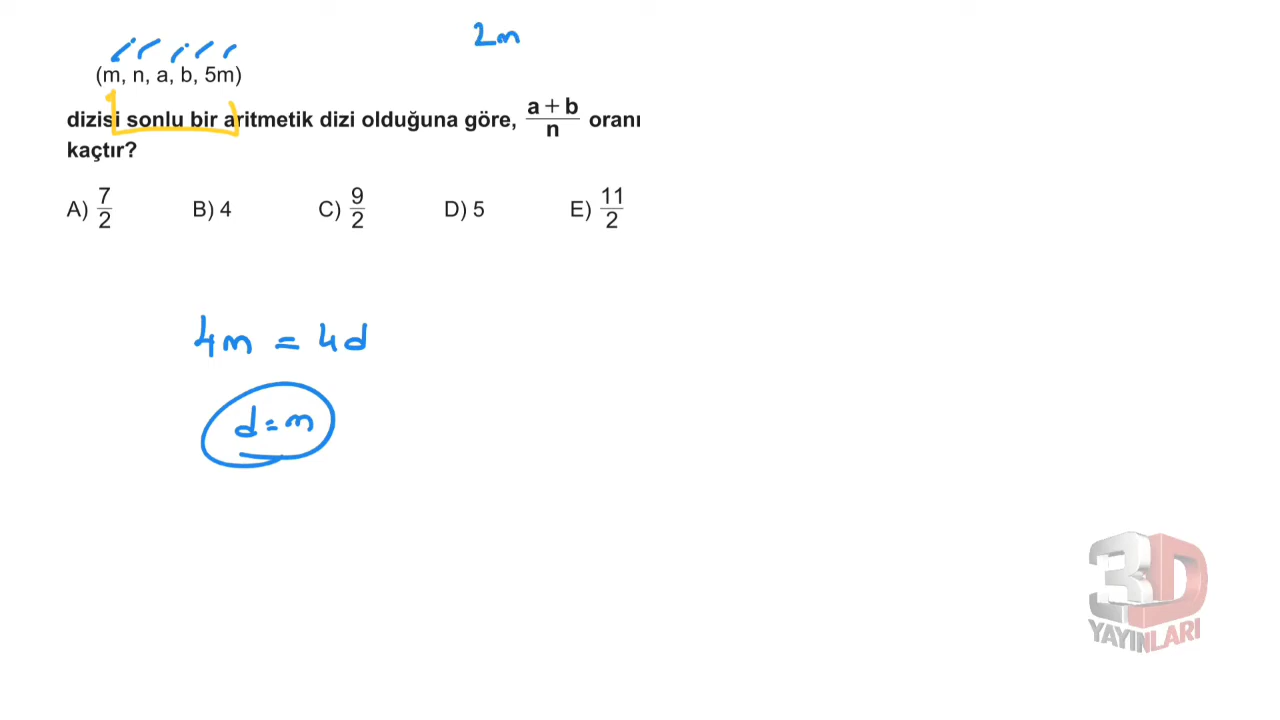 2m
(m, n, a, b, 5m)
dizisi sonlu bir aritmetik dizi olduğuna göre, a + b / n oranı
kaçtır?
A) 7/2 B) 4 C) 9/2 D) 5 E) 11/2
4m = 4d
d = m
3D
YAYINLARI